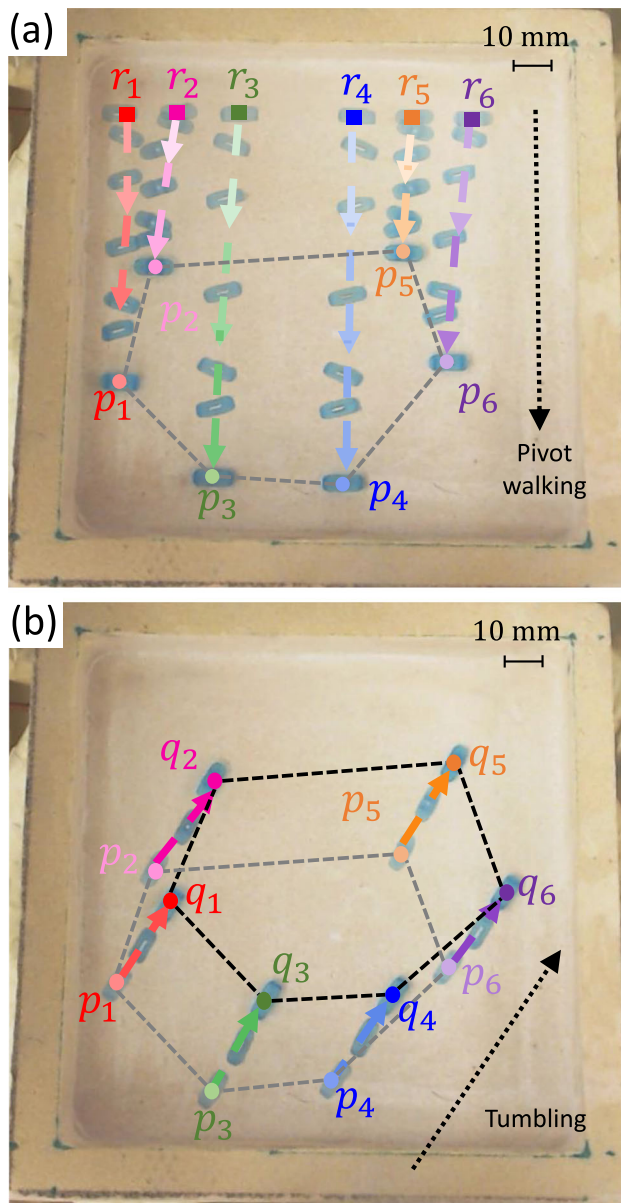 (a)
10 mm
r₁ r₂ r₃ r₄ r₅ r₆
p₂ p₅
p₁ p₆
p₃ p₄
Pivot
walking
(b)
10 mm
q₂ q₅
p₂ p₅
q₁ q₆
q₃ p₆
p₁ q₄
p₃ p₄
Tumbling